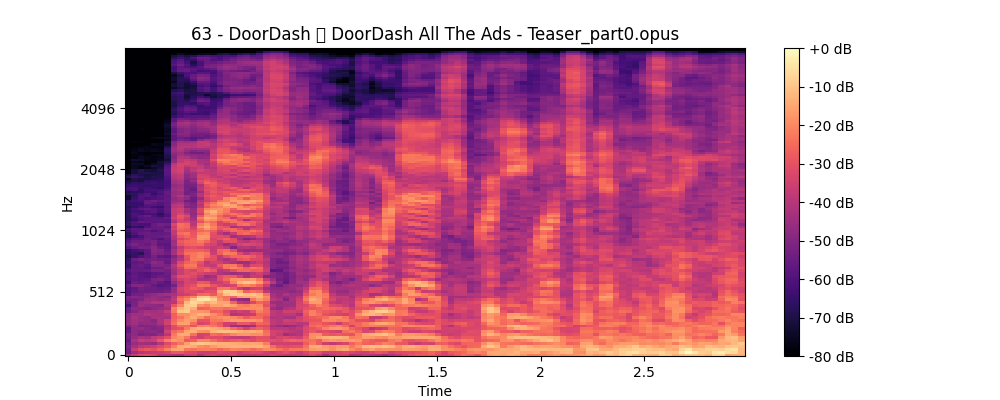 63 - DoorDash  DoorDash All The Ads - Teaser_part0.opus
Hz
4096
2048
1024
512
0
0
0.5
1
1.5
2
2.5
Time
+0 dB
-10 dB
-20 dB
-30 dB
-40 dB
-50 dB
-60 dB
-70 dB
-80 dB